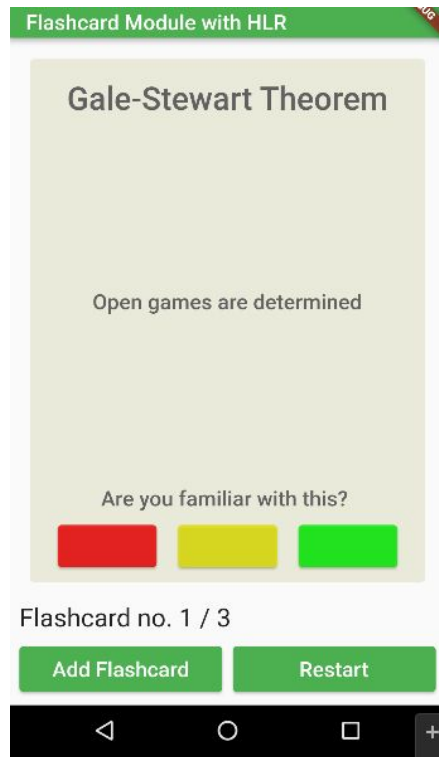 Flashcard Module with HLR
UG
Gale-Stewart Theorem
Open games are determined
Are you familiar with this?
Flashcard no. 1 / 3
Add Flashcard Restart
+